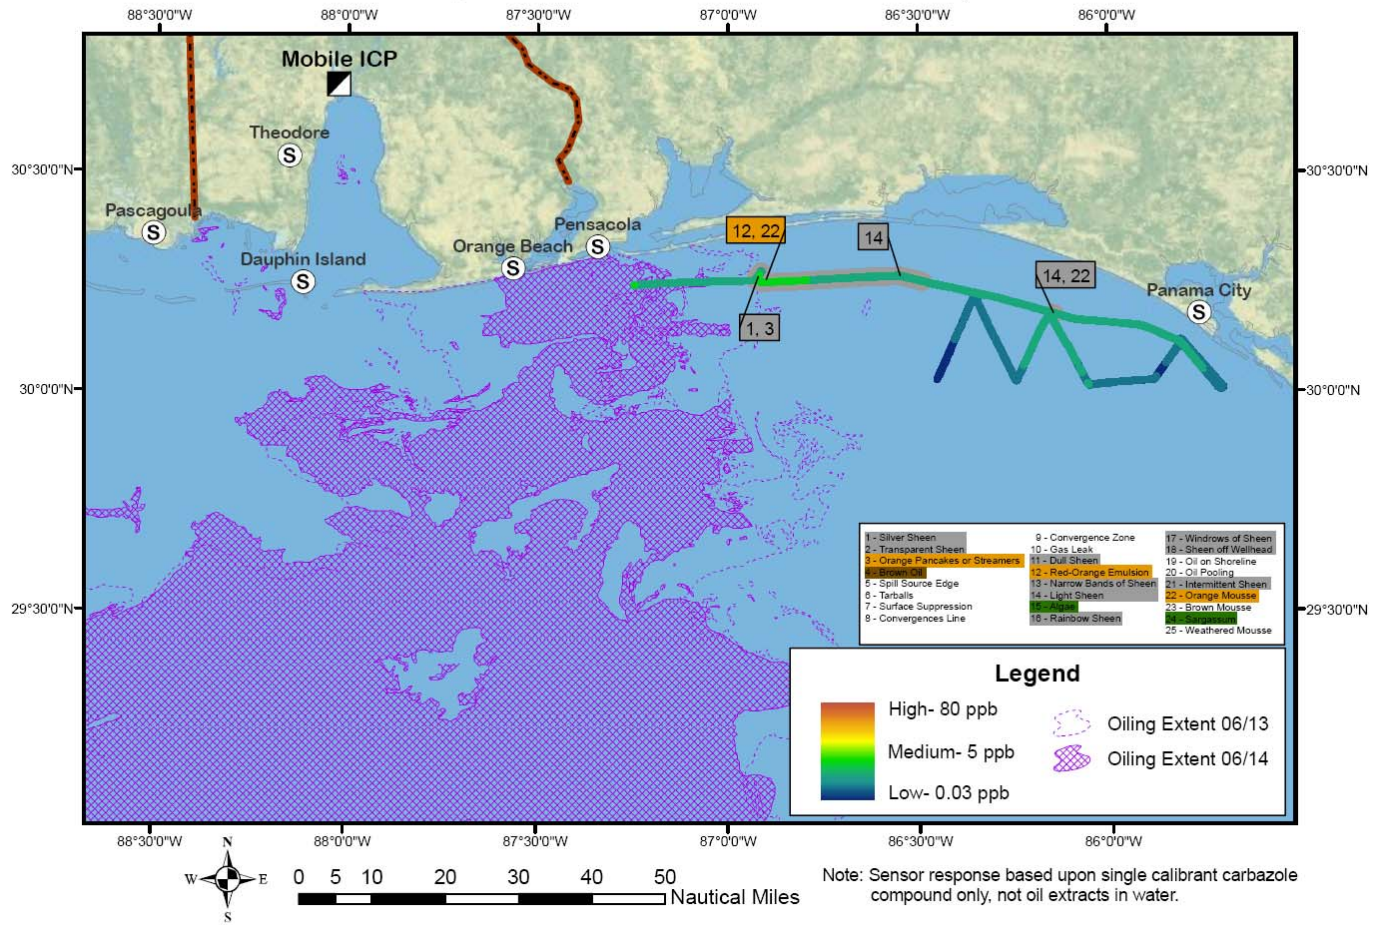 88°30'0"W 88°0'0"W 87°30'0"W 87°0'0"W 86°30'0"W 86°0'0"W
Mobile ICP
Theodore
S
30°30'0"N 30°30'0"N
Pascagoula
S
Pensacola
S
12, 22
14
Orange Beach
S
Dauphin Island
S
14, 22
Panama City
S
1, 3
30°0'0"N 30°0'0"N
1 - Silver Sheen
2 - Transparent Sheen
3 - Orange Pancakes or Streamers
4 - Brown Oil
5 - Spill Source Edge
6 - Tarballs
7 - Surface Suppression
8 - Convergences Line
9 - Convergence Zone
10 - Gas Leak
11 - Dull Sheen
12 - Red-Orange Emulsion
13 - Narrow Bands of Sheen
14 - Light Sheen
15 - Algae
16 - Rainbow Sheen
17 - Windrows of Sheen
18 - Sheen off Wellhead
19 - Oil on Shoreline
20 - Oil Pooling
21 - Intermittent Sheen
22 - Orange Mousse
23 - Brown Mousse
24 - Sargassum
25 - Weathered Mousse
29°30'0"N 29°30'0"N
Legend
High- 80 ppb
Medium- 5 ppb
Low- 0.03 ppb
Oiling Extent 06/13
Oiling Extent 06/14
88°30'0"W 88°0'0"W 87°30'0"W 87°0'0"W 86°30'0"W 86°0'0"W
N
W E
S
0 5 10 20 30 40 50
Nautical Miles
Note: Sensor response based upon single calibrant carbazole
compound only, not oil extracts in water.